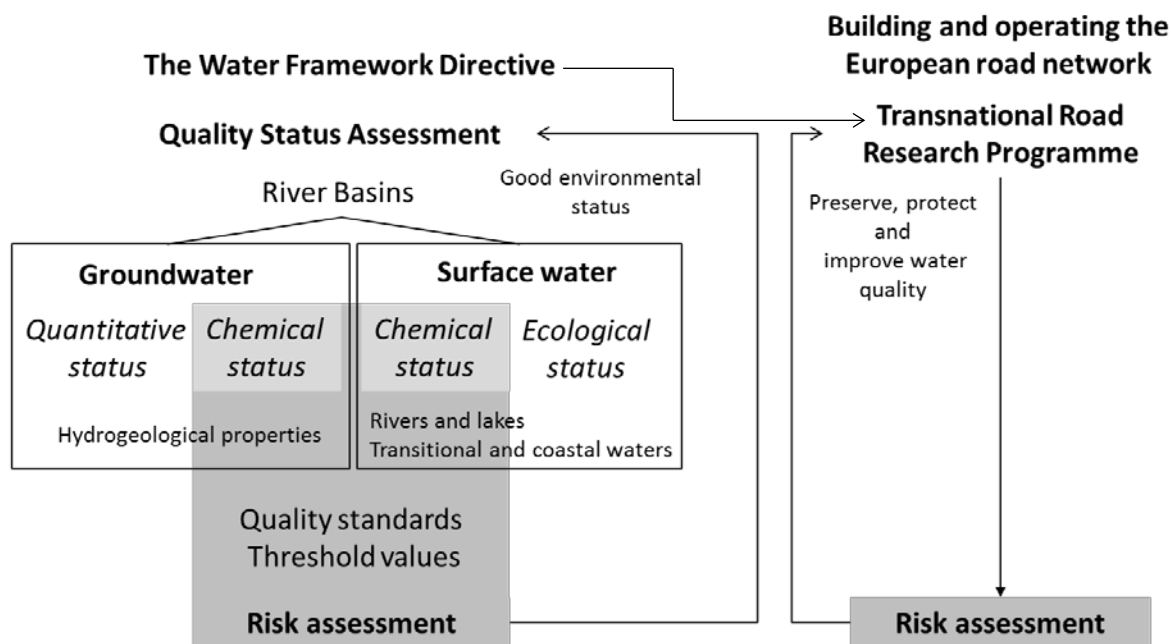 The Water Framework Directive
Quality Status Assessment
Good environmental
status
River Basins
Groundwater
Quantitative
status
Chemical
status
Hydrogeological properties
Surface water
Chemical
status
Ecological
status
Rivers and lakes
Transitional and coastal waters
Quality standards
Threshold values
Risk assessment
Building and operating the
European road network
Transnational Road
Research Programme
Preserve, protect
and
improve water
quality
Risk assessment